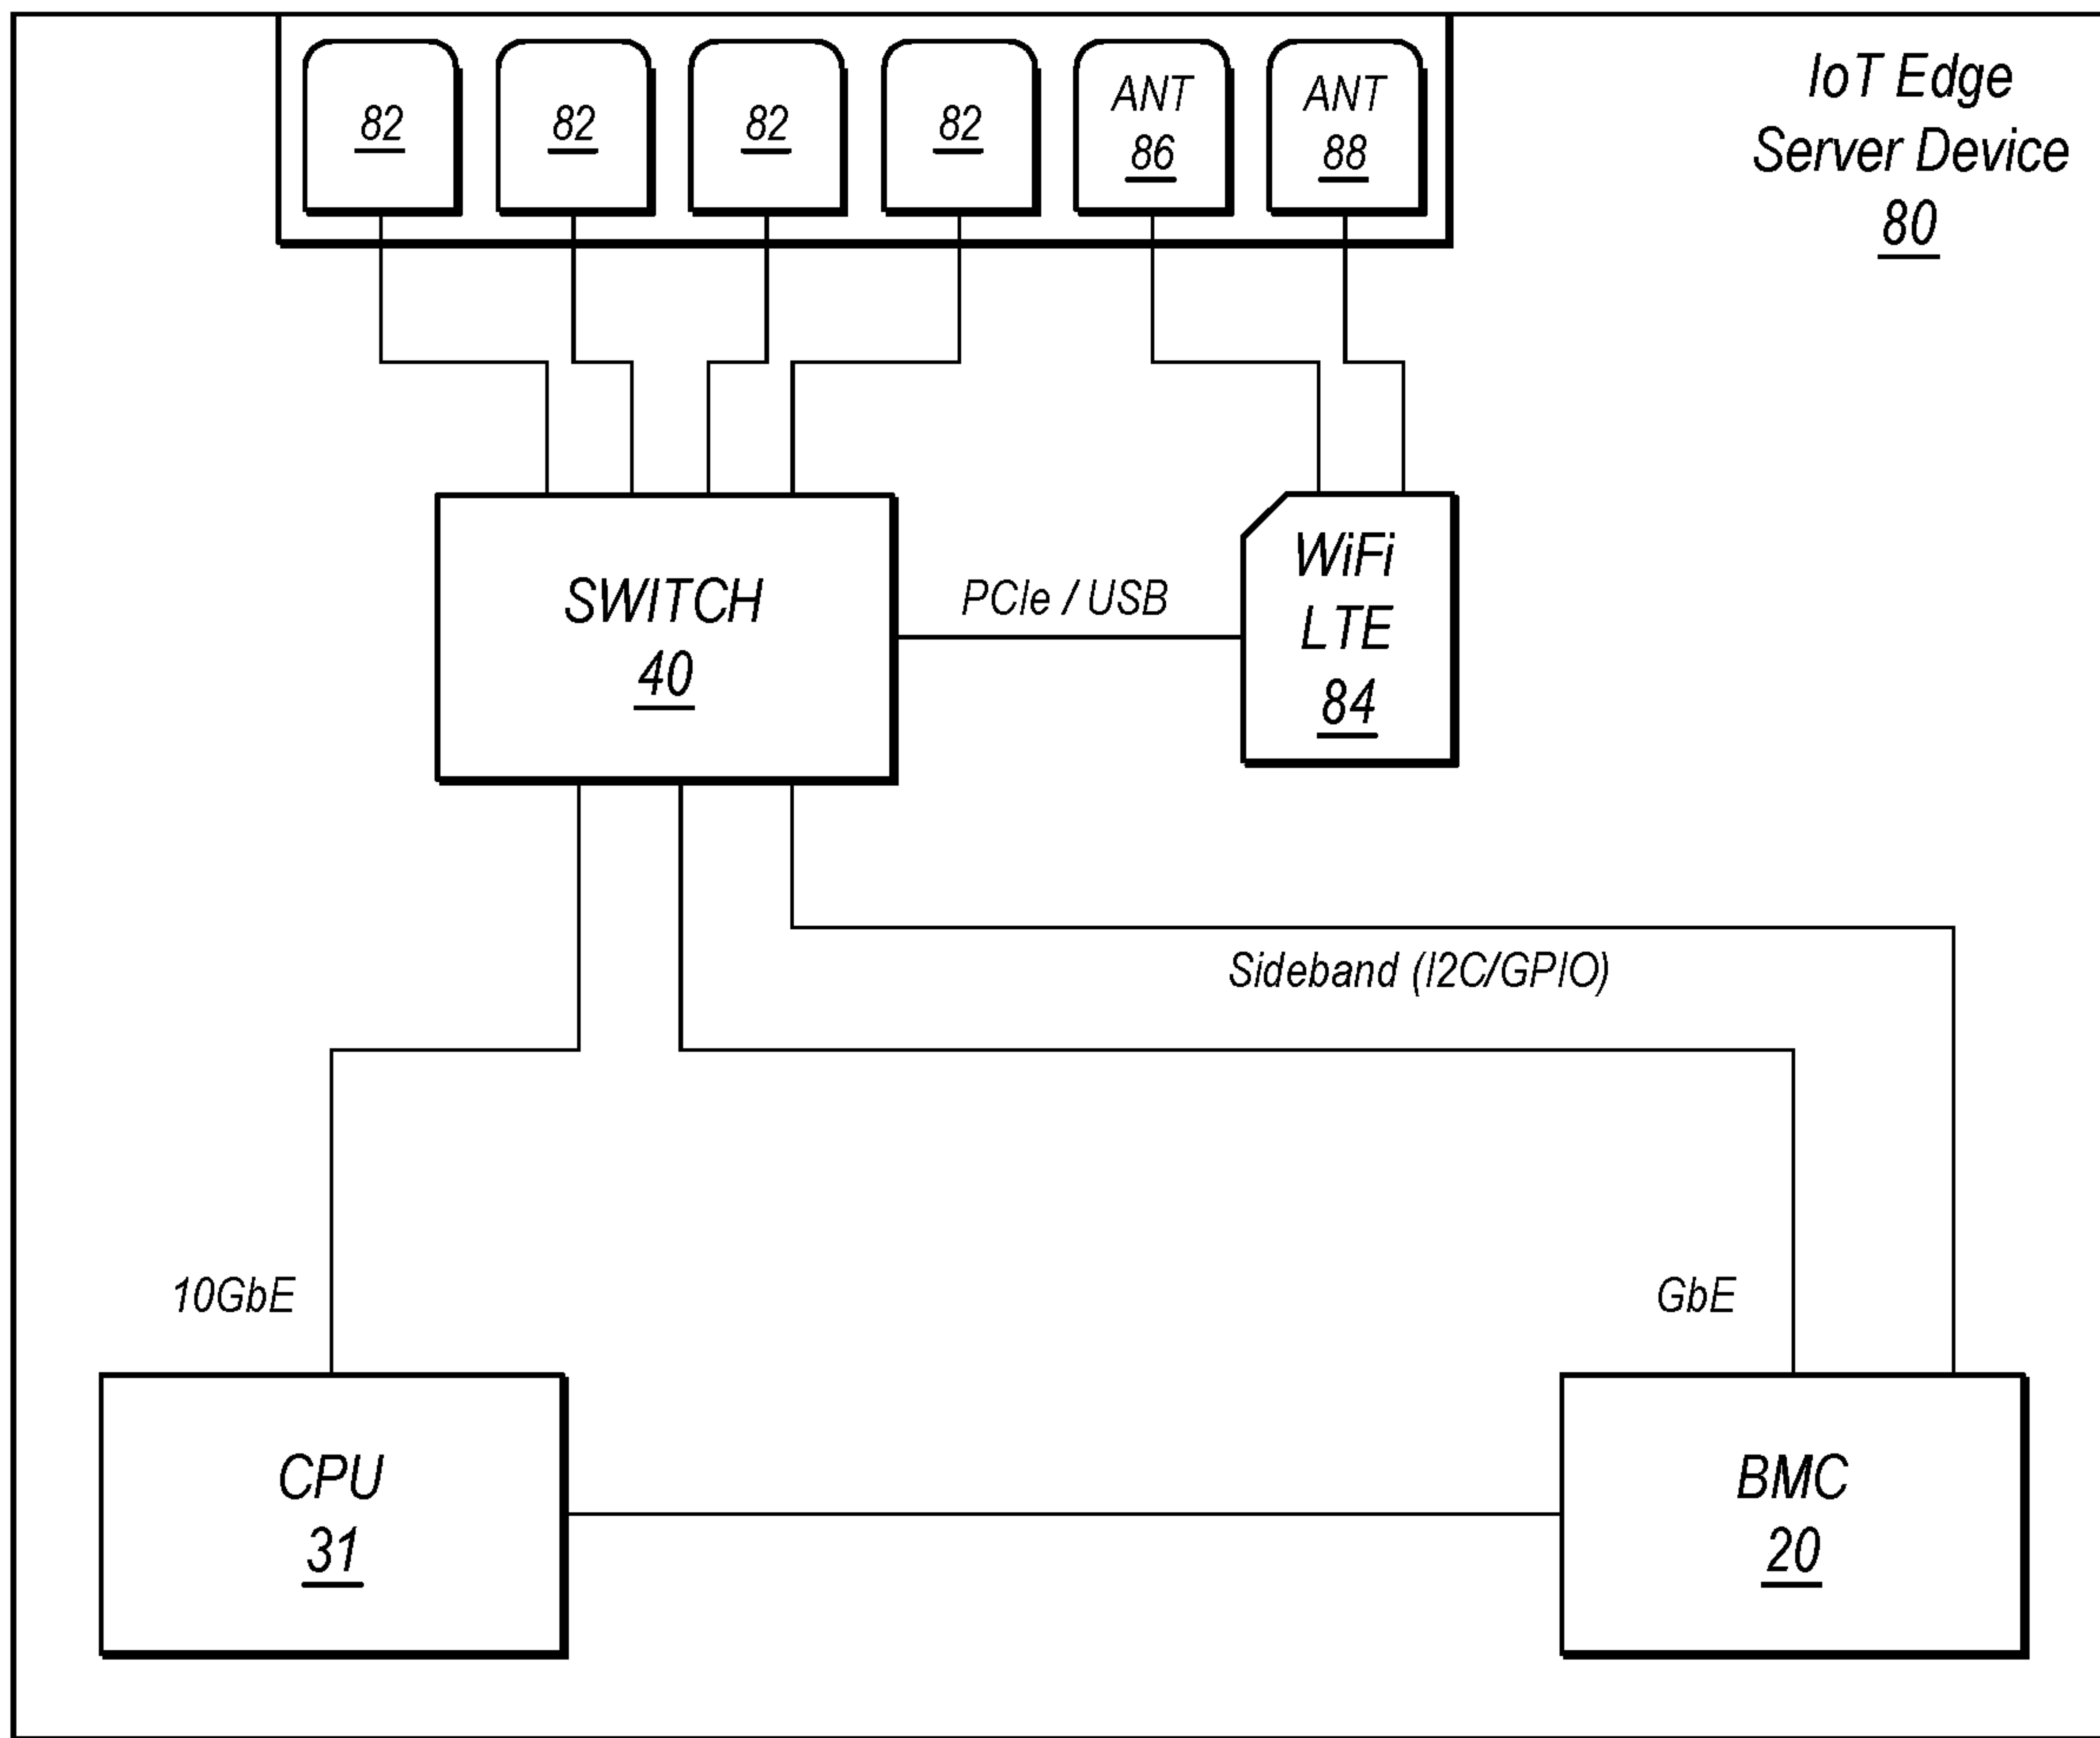 82
82
82
82
ANT
86
ANT
88
IoT Edge
Server Device
80
SWITCH
40
PCIe / USB
WiFi
LTE
84
Sideband (I2C/GPIO)
10GbE
GbE
CPU
31
BMC
20